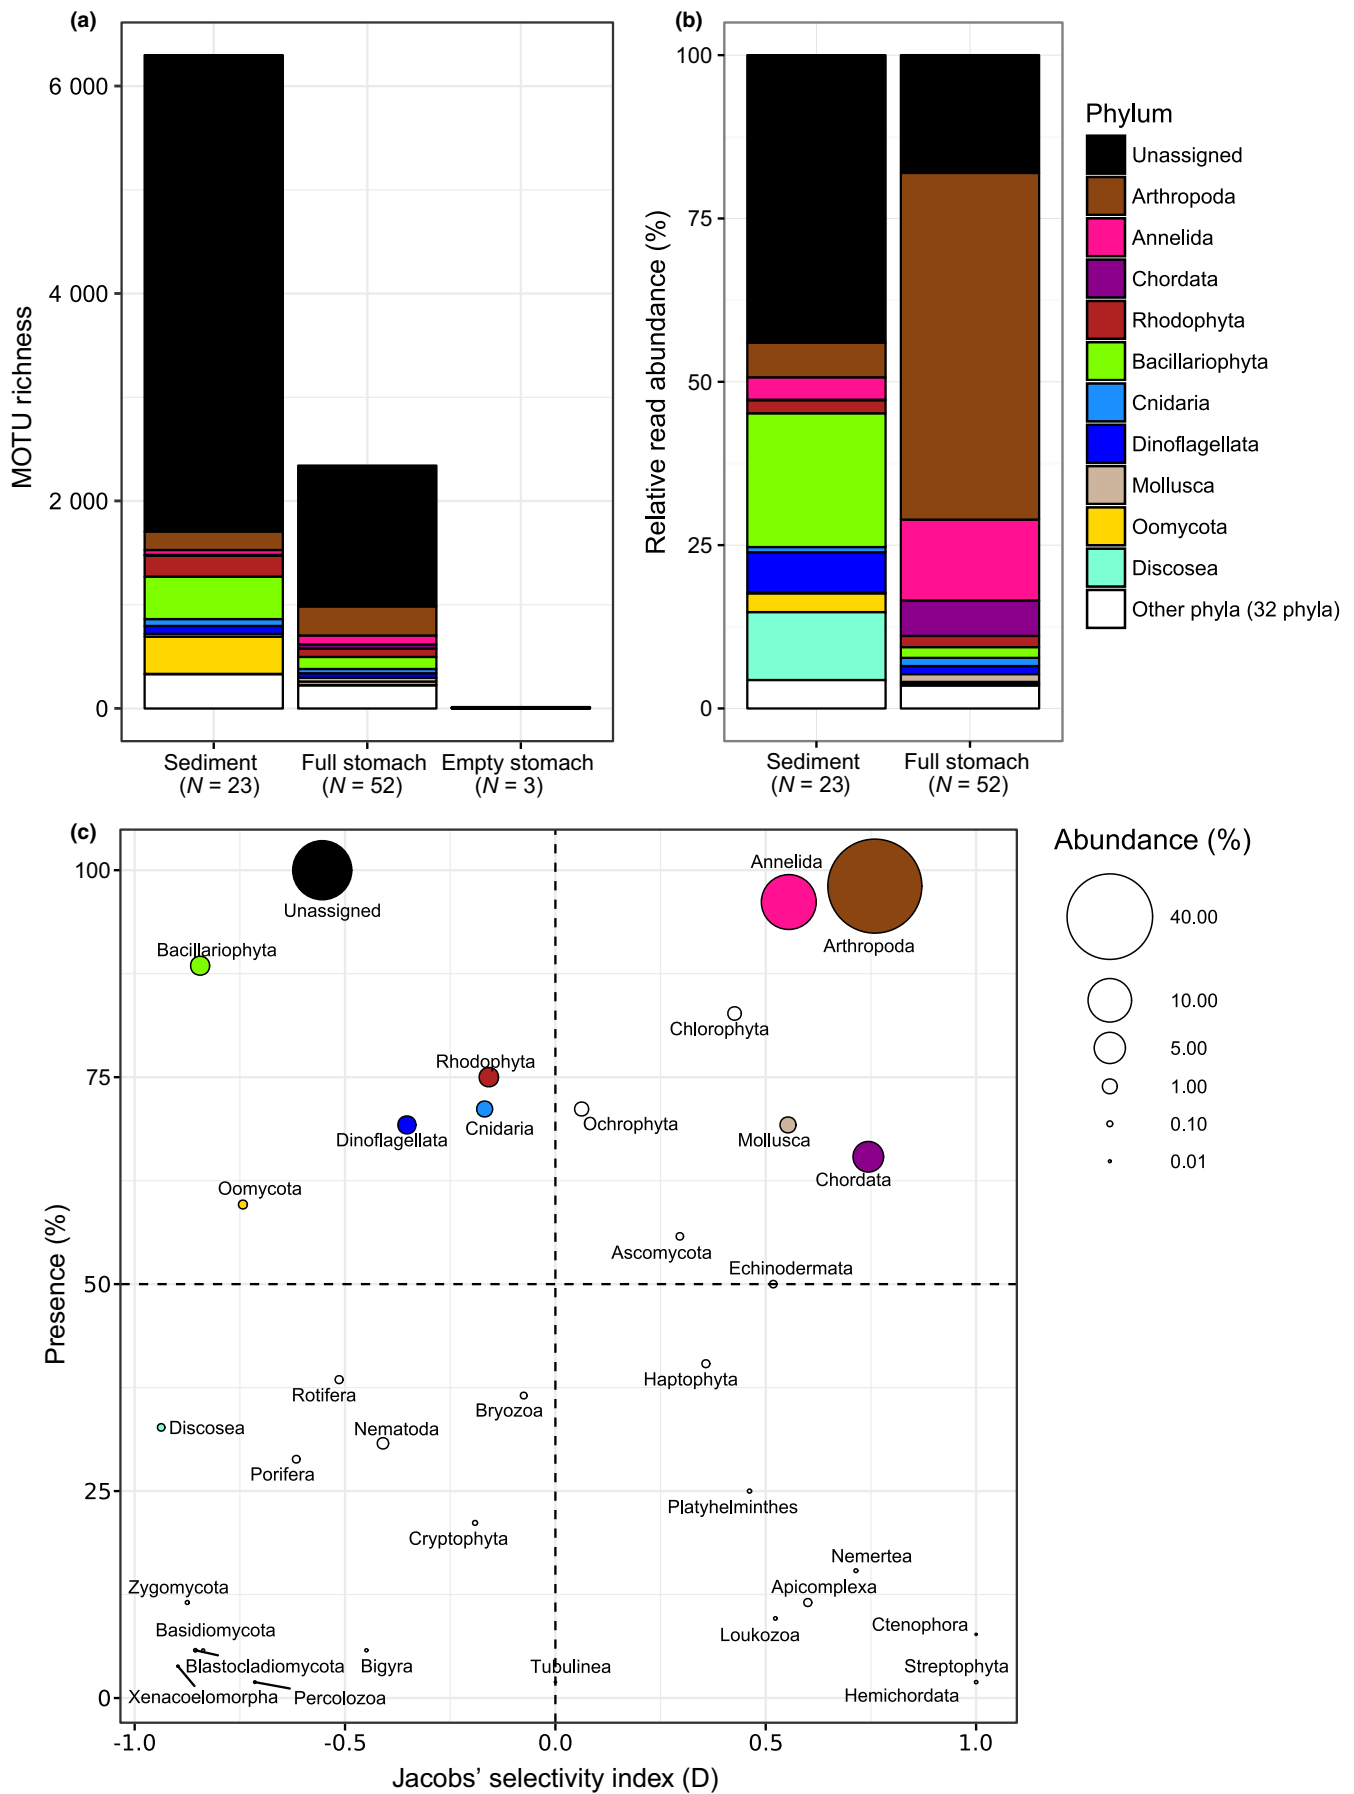 (a)
MOTU richness
6 000
4 000
2 000
0
Sediment
(N = 23)
Full stomach
(N = 52)
Empty stomach
(N = 3)
(b)
Relative read abundance (%)
100
75
50
25
0
Sediment
(N = 23)
Full stomach
(N = 52)
Phylum
Unassigned
Arthropoda
Annelida
Chordata
Rhodophyta
Bacillariophyta
Cnidaria
Dinoflagellata
Mollusca
Oomycota
Discosea
Other phyla (32 phyla)
(c)
Presence (%)
100
75
50
25
0
Annelida
Unassigned
Arthropoda
Bacillariophyta
Chlorophyta
Rhodophyta
Ochrophyta
Cnidaria
Dinoflagellata
Mollusca
Chordata
Oomycota
Ascomycota
Echinodermata
Haptophyta
Rotifera
Bryozoa
Discosea
Nematoda
Porifera
Platyhelminthes
Cryptophyta
Nemertea
Zygomycota
Apicomplexa
Basidiomycota
Loukozoa
Ctenophora
Blastocladiomycota
Bigyra
Tubulinea
Streptophyta
Xenacoelomorpha
Percolozoa
Hemichordata
-1.0
-0.5
0.0
0.5
1.0
Jacobs’ selectivity index (D)
Abundance (%)
40.00
10.00
5.00
1.00
0.10
0.01